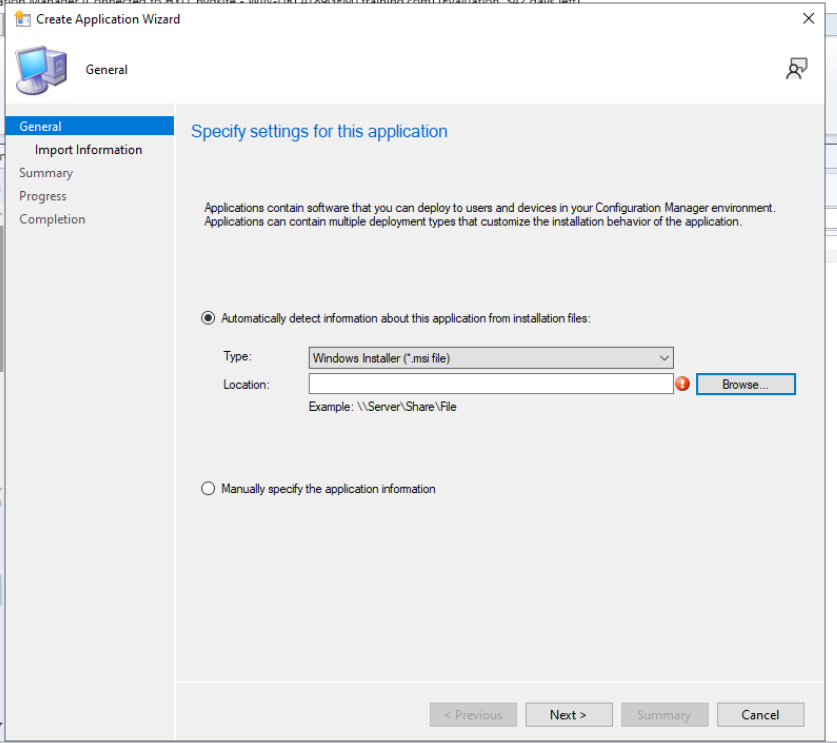 Create Application Wizard
General
General
Import Information
Summary
Progress
Completion
Specify settings for this application
Applications contain software that you can deploy to users and devices in your Configuration Manager environment.
Applications can contain multiple deployment types that customize the installation behavior of the application.
Automatically detect information about this application from installation files:
Type:
Windows Installer (*.msi file)
Location:
Browse...
Example: \\Server\Share\File
Manually specify the application information
< Previous
Next >
Summary
Cancel